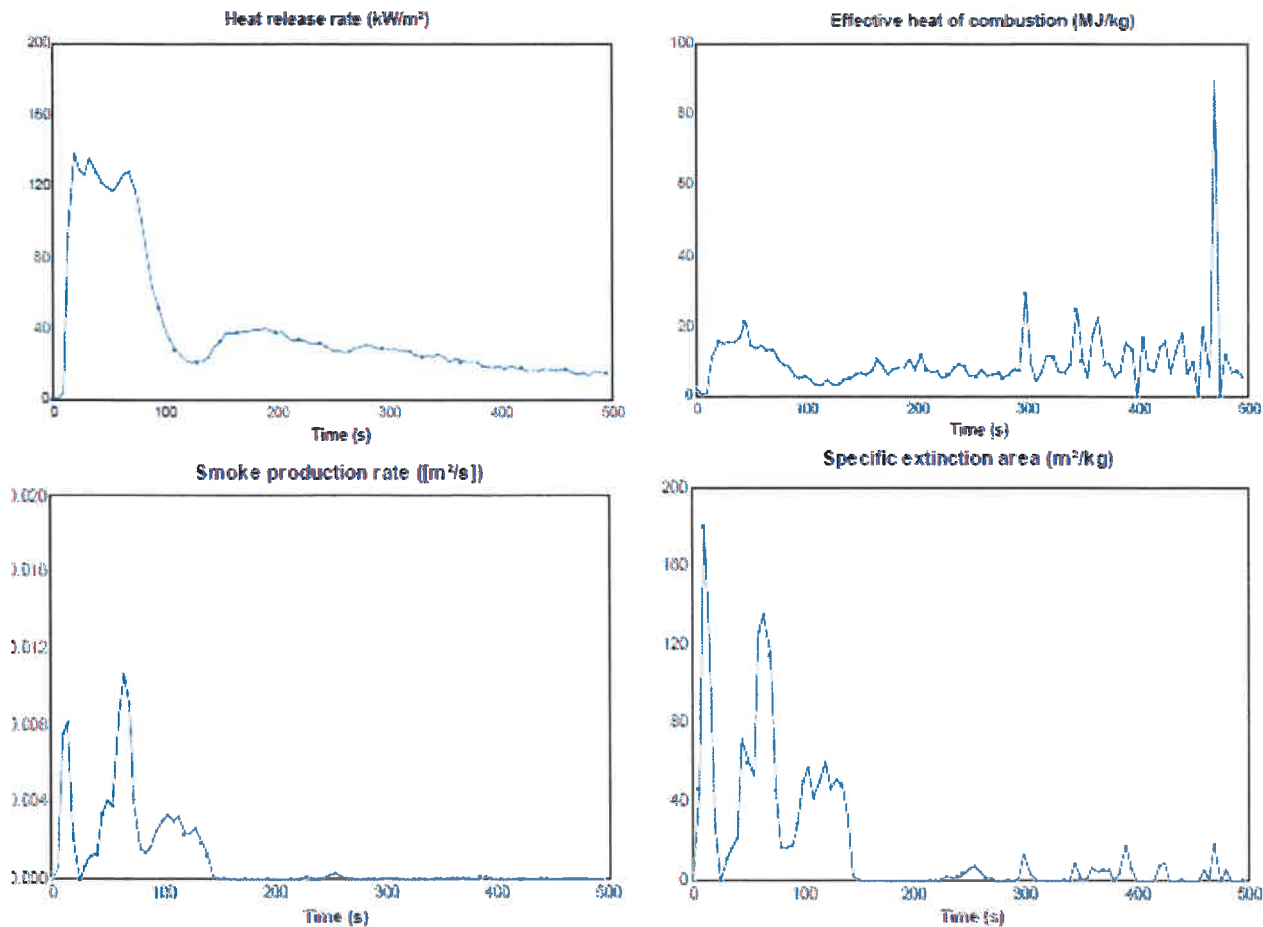 Heat release rate (kW/m²)
200
160
120
80
40
0
0 100 200 300 400 500
Time (s)
Effective heat of combustion (MJ/kg)
100
80
60
40
20
0
0 100 200 300 400 500
Time (s)
Smoke production rate ([m²/s])
0.020
0.016
0.012
0.008
0.004
0.000
0 100 200 300 400 500
Time (s)
Specific extinction area (m²/kg)
200
160
120
80
40
0
0 100 200 300 400 500
Time (s)